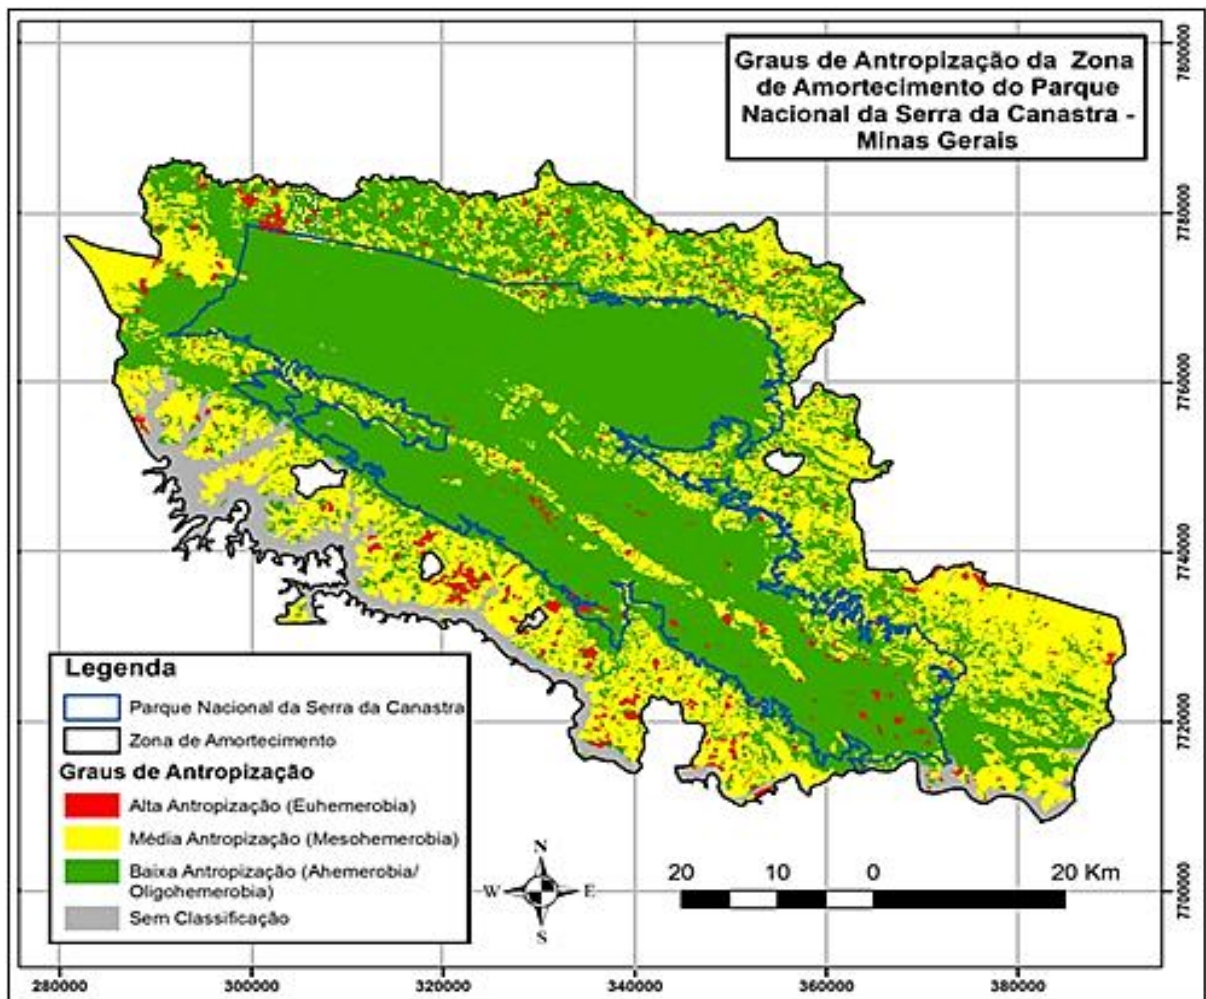 Graus de Antropização da Zona
de Amortecimento do Parque
Nacional da Serra da Canastra -
Minas Gerais
7800000
7780000
7760000
7740000
7720000
7700000
Legenda
Parque Nacional da Serra da Canastra
Zona de Amortecimento
Graus de Antropização
Alta Antropização (Euhemerobia)
Média Antropização (Mesohemerobia)
Baixa Antropização (Ahemerobia/
Oligohemerobia)
Sem Classificação
N
W E
S
20 10 0 20 Km
280000 300000 320000 340000 360000 380000